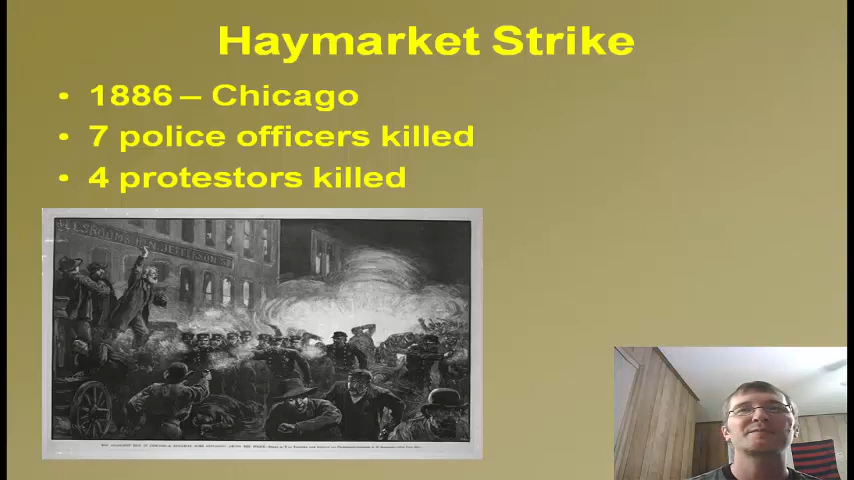 Haymarket Strike
• 1886 – Chicago
• 7 police officers killed
• 4 protestors killed